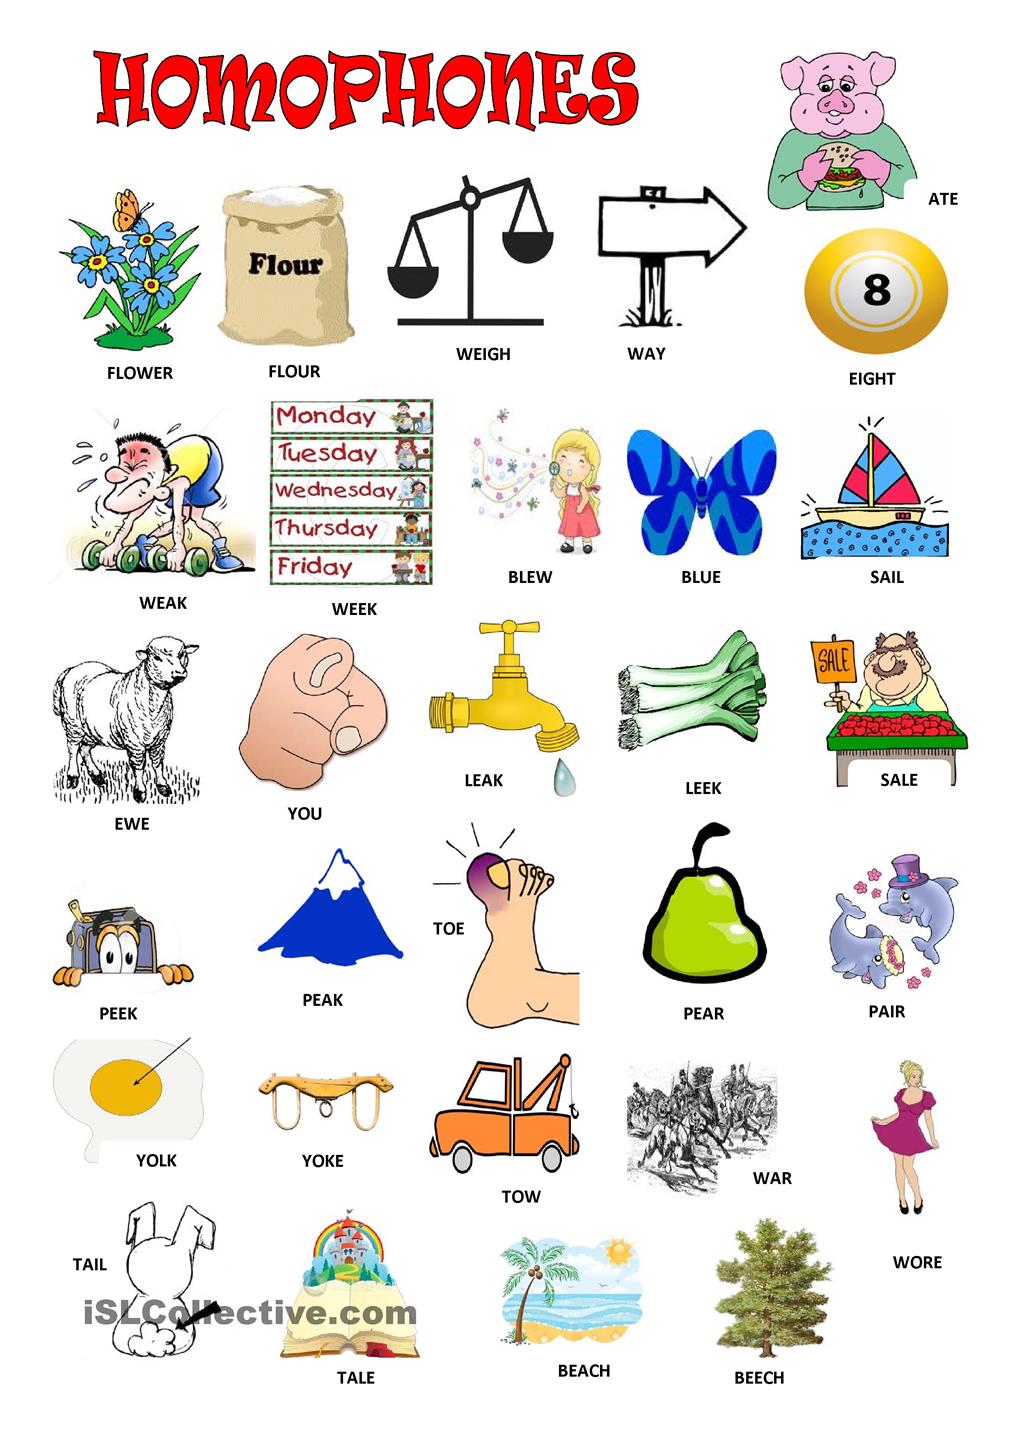 HOMOPHONES
ATE
Flour
8
FLOWER
FLOUR
WEIGH
WAY
EIGHT
Monday
Tuesday
Wednesday
Thursday
Friday
WEAK
WEEK
BLEW
BLUE
SAIL
SALE
EWE
YOU
LEAK
LEEK
SALE
TOE
PEEK
PEAK
PEAR
PAIR
YOLK
YOKE
TOW
WAR
WORE
TAIL
iSLCollective.com
TALE
BEACH
BEECH